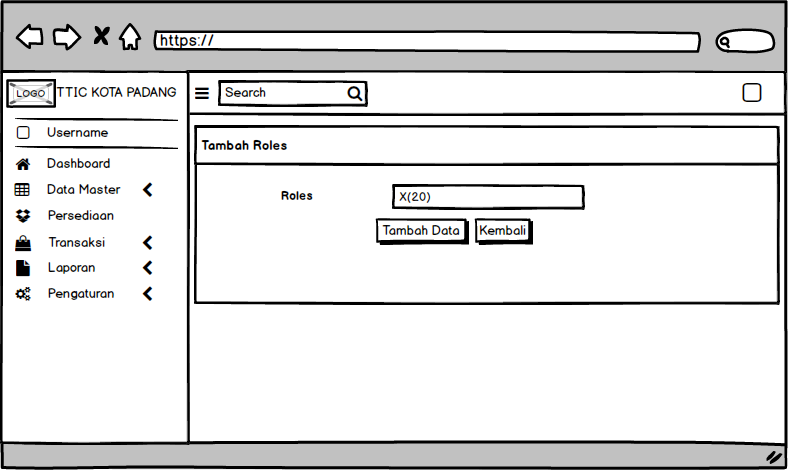 https://
LOGO TTIC KOTA PADANG
Search
Username
Dashboard
Data Master
Persediaan
Transaksi
Laporan
Pengaturan
Tambah Roles
Roles X(20)
Tambah Data Kembali